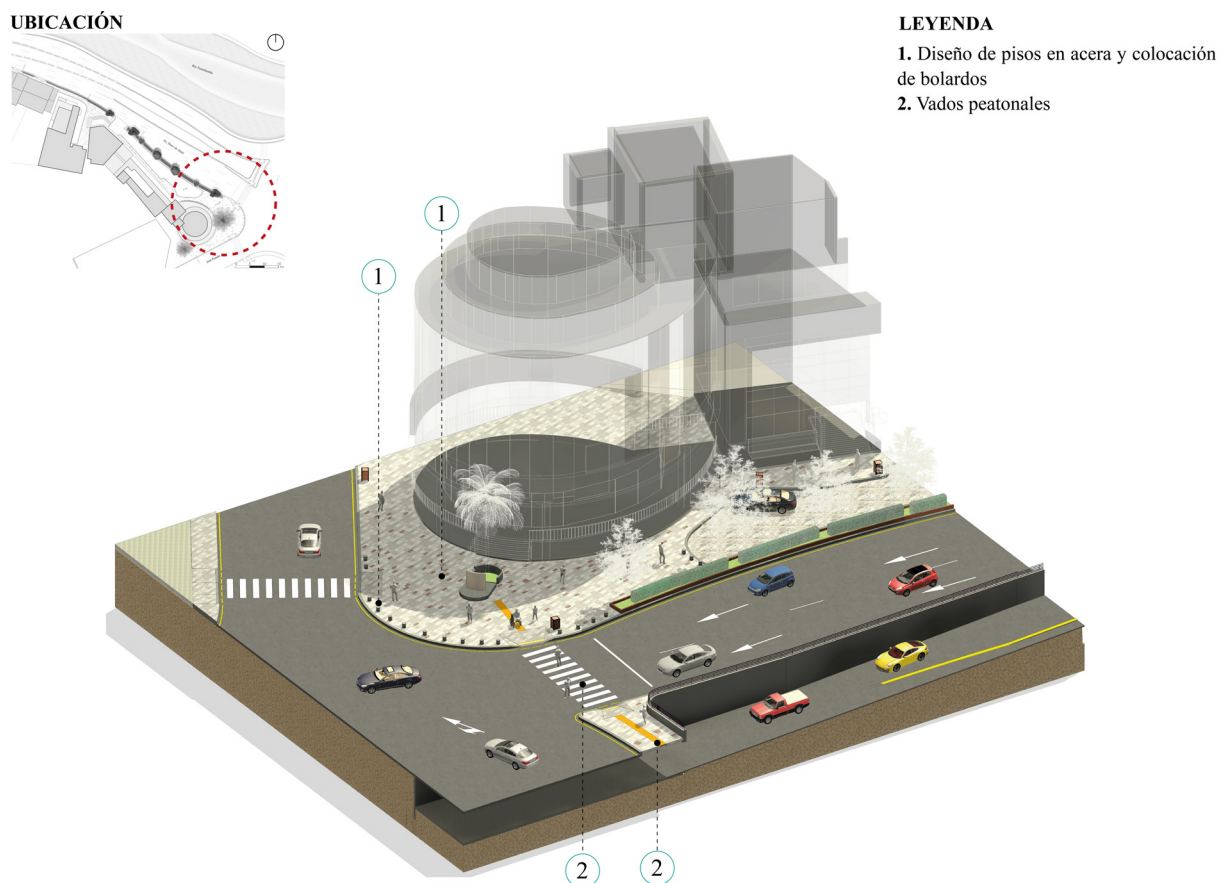 UBICACIÓN
LEYENDA
1. Diseño de pisos en acera y colocación
de bolardos
2. Vados peatonales
1
1
2
2